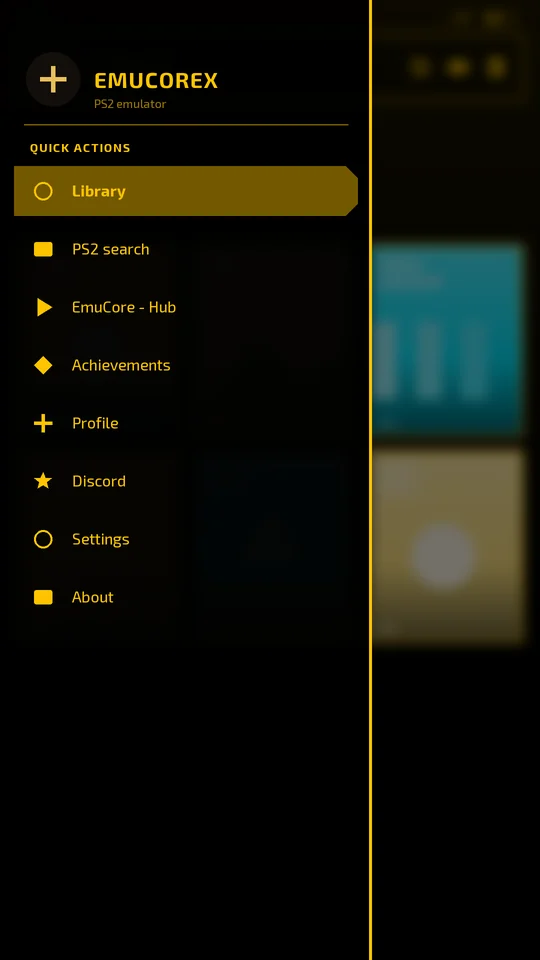 EMUCOREX
PS2 emulator
QUICK ACTIONS
Library
PS2 search
EmuCore - Hub
Achievements
Profile
Discord
Settings
About